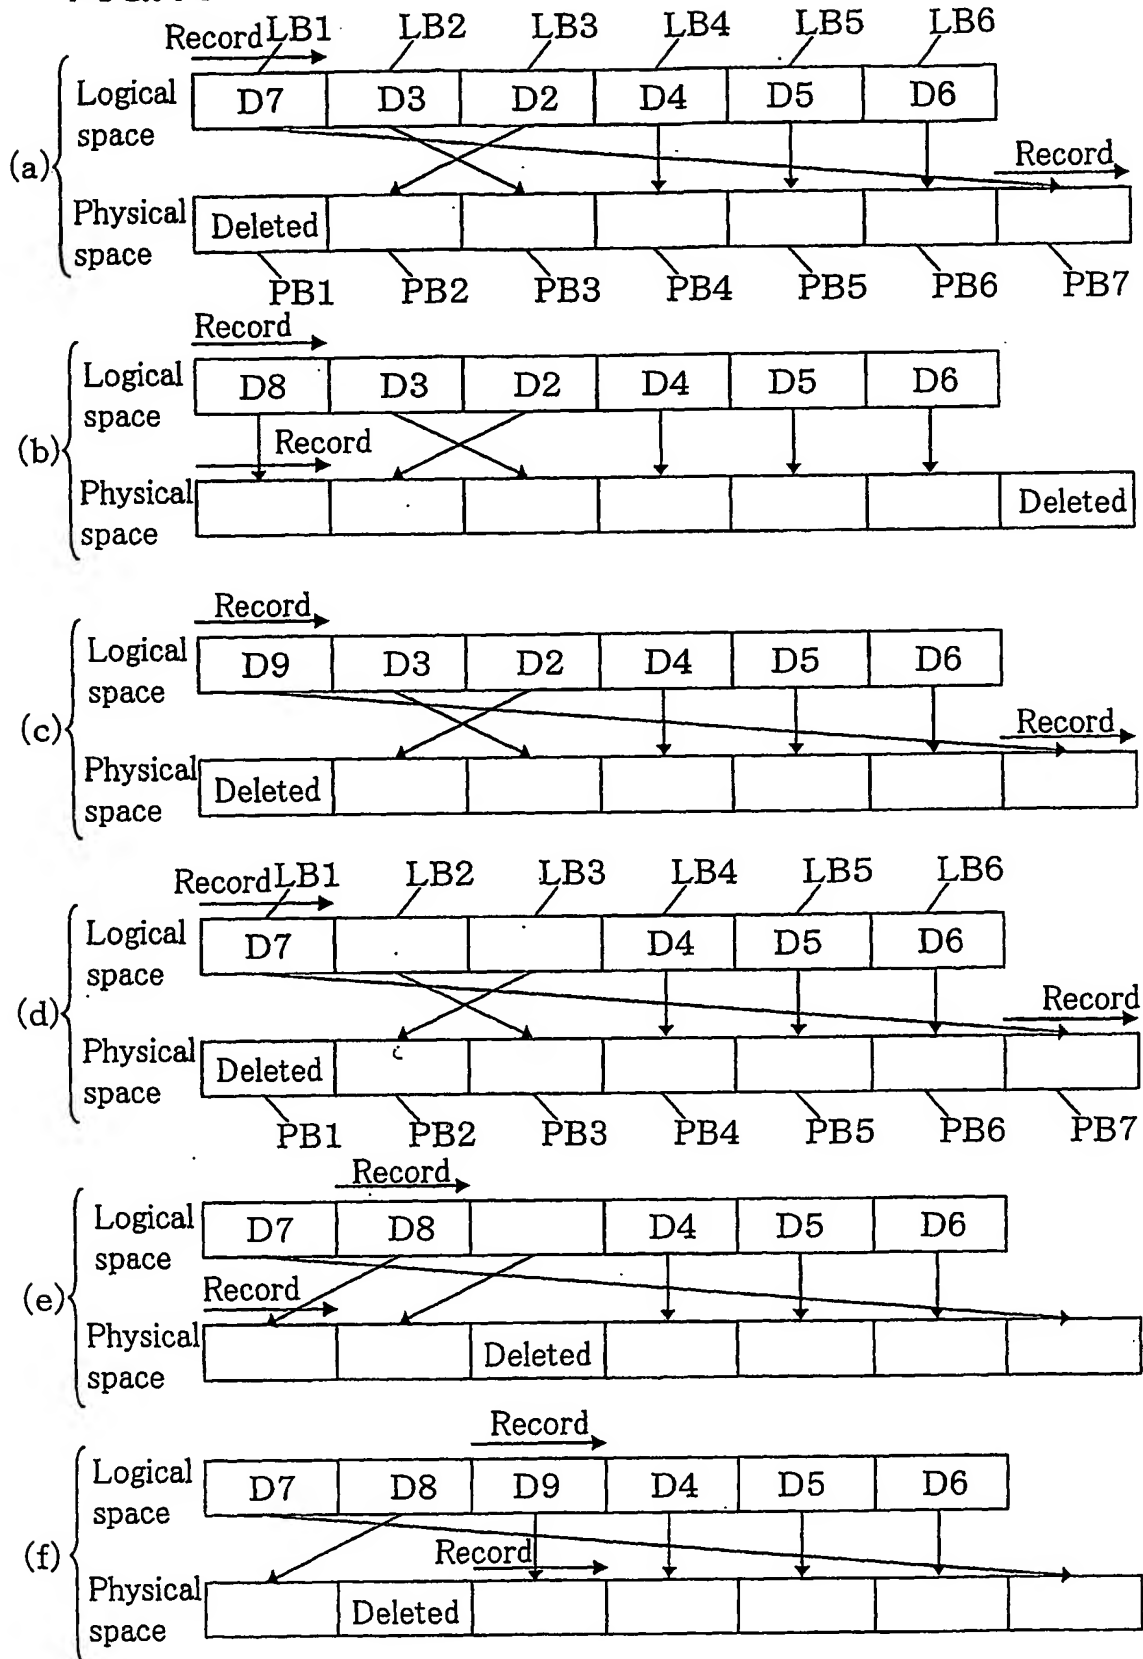 Record LB1 LB2 LB3 LB4 LB5 LB6
Logical space D7 D3 D2 D4 D5 D6
(a)
Record
Physical space Deleted
PB1 PB2 PB3 PB4 PB5 PB6 PB7
Record
Logical space D8 D3 D2 D4 D5 D6
(b)
Record
Physical space Deleted
Record
Logical space D9 D3 D2 D4 D5 D6
(c)
Record
Physical space Deleted
Record LB1 LB2 LB3 LB4 LB5 LB6
Logical space D7 D4 D5 D6
(d)
Record
Physical space Deleted
PB1 PB2 PB3 PB4 PB5 PB6 PB7
Record
Logical space D7 D8 D4 D5 D6
(e)
Record
Physical space Deleted
Record
Logical space D7 D8 D9 D4 D5 D6
(f)
Record
Physical space Deleted